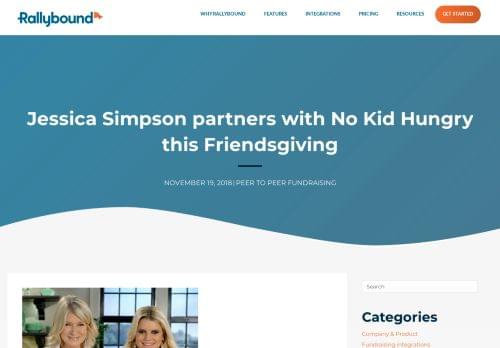 Rallybound
WHY RALLYBOUND
FEATURES
INTEGRATIONS
PRICING
RESOURCES
GET STARTED
Jessica Simpson partners with No Kid Hungry
this Friendsgiving
NOVEMBER 19, 2018 | PEER TO PEER FUNDRAISING
Search
Categories
Company & Product
Fundraising integrations